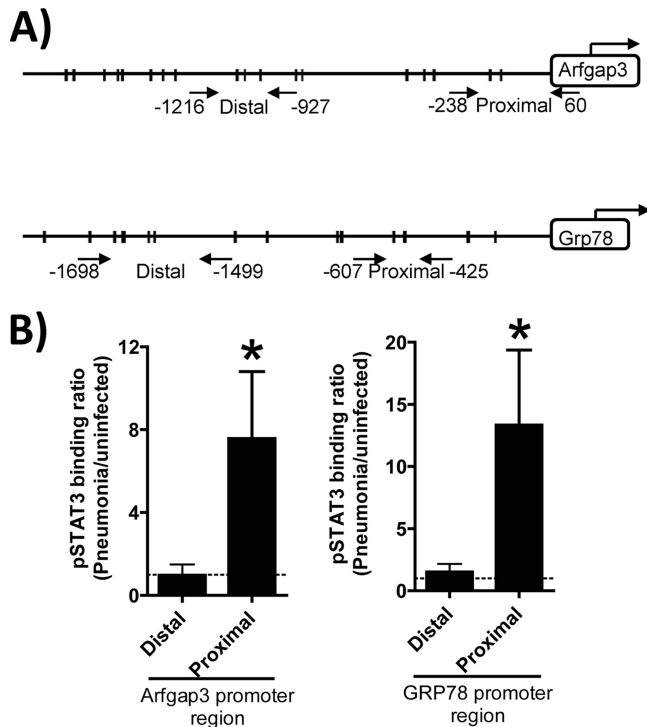 A)
Arfgap3
-1216 Distal -927 -238 Proximal 60
Grp78
-1698 Distal -1499 -607 Proximal -425
B)
pSTAT3 binding ratio
(Pneumonia/uninfected)
12
8
4
0
*
Distal
Proximal
Arfgap3 promoter
region
pSTAT3 binding ratio
(Pneumonia/uninfected)
20
15
10
5
0
*
Distal
Proximal
GRP78 promoter
region